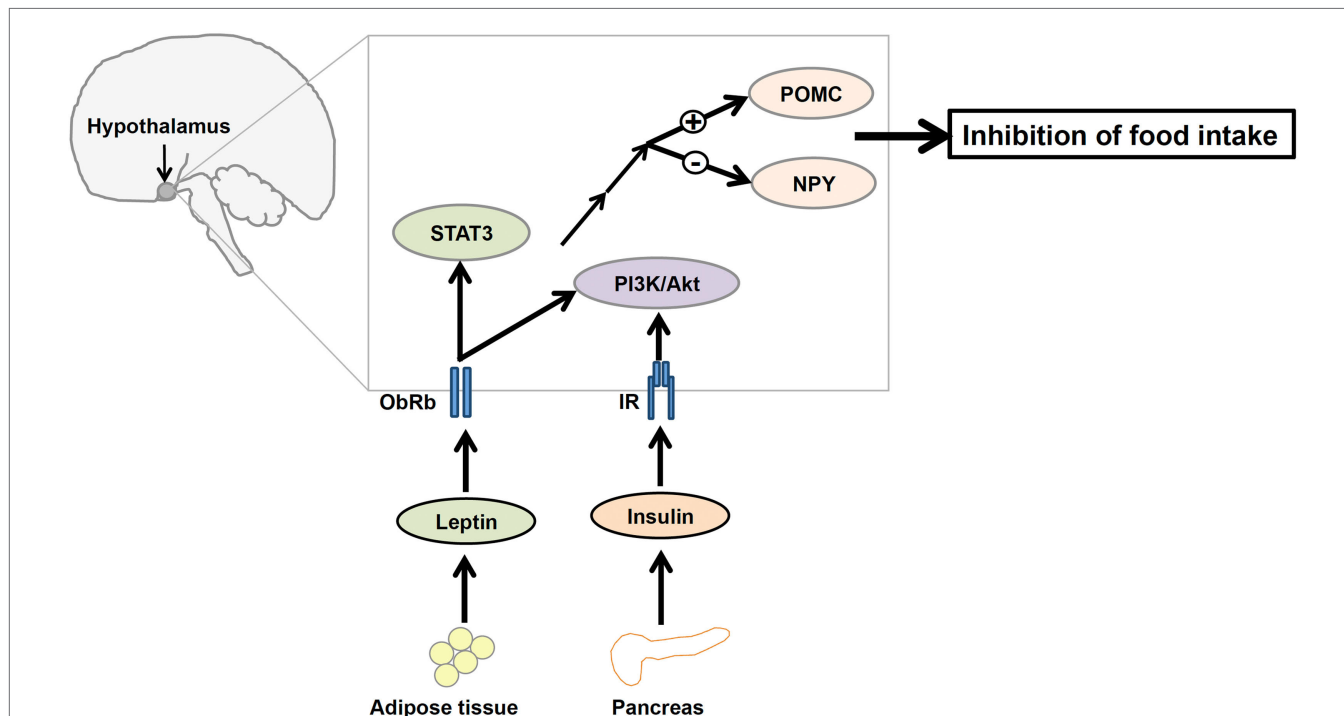 POMC
Hypothalamus
+
Inhibition of food intake
-
NPY
STAT3
PI3K/Akt
ObRb
IR
Leptin
Insulin
Adipose tissue
Pancreas